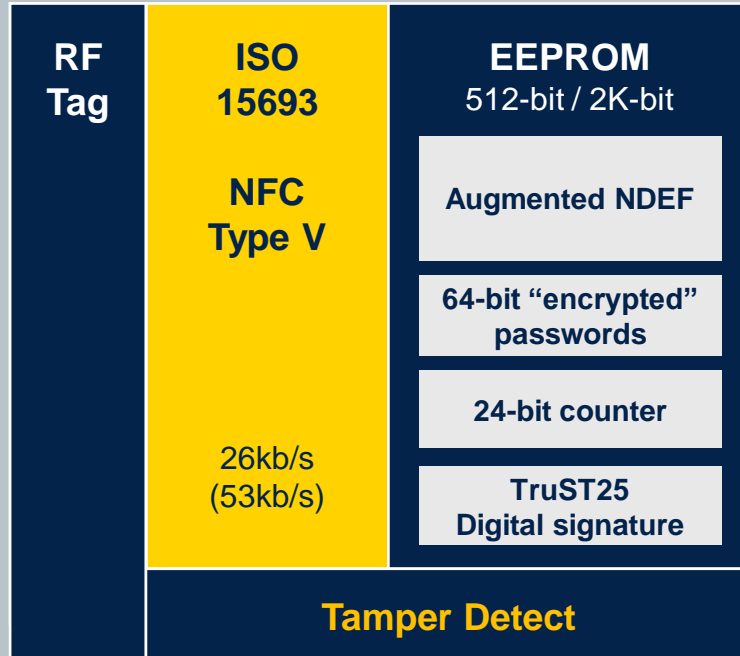 RF
Tag
ISO
15693
NFC
Type V
26kb/s
(53kb/s)
EEPROM
512-bit / 2K-bit
Augmented NDEF
64-bit “encrypted”
passwords
24-bit counter
TruST25
Digital signature
Tamper Detect